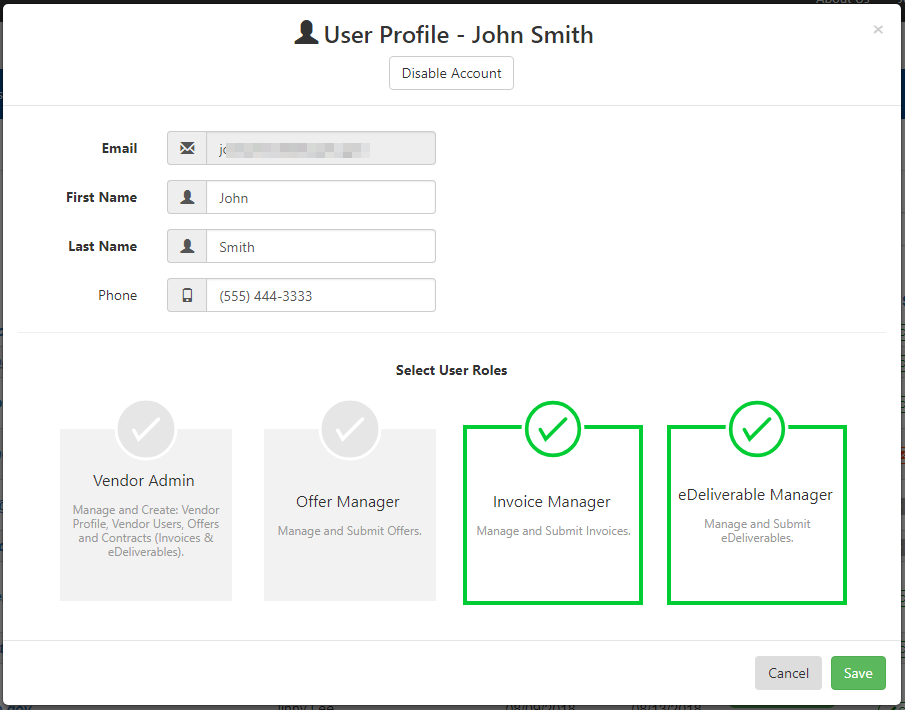 User Profile - John Smith
×
Disable Account
Email
First Name
John
Last Name
Smith
Phone
(555) 444-3333
Select User Roles
Vendor Admin
Manage and Create: Vendor
Profile, Vendor Users, Offers
and Contracts (Invoices &
eDeliverables).
Offer Manager
Manage and Submit Offers.
Invoice Manager
Manage and Submit Invoices.
eDeliverable Manager
Manage and Submit
eDeliverables.
Cancel
Save